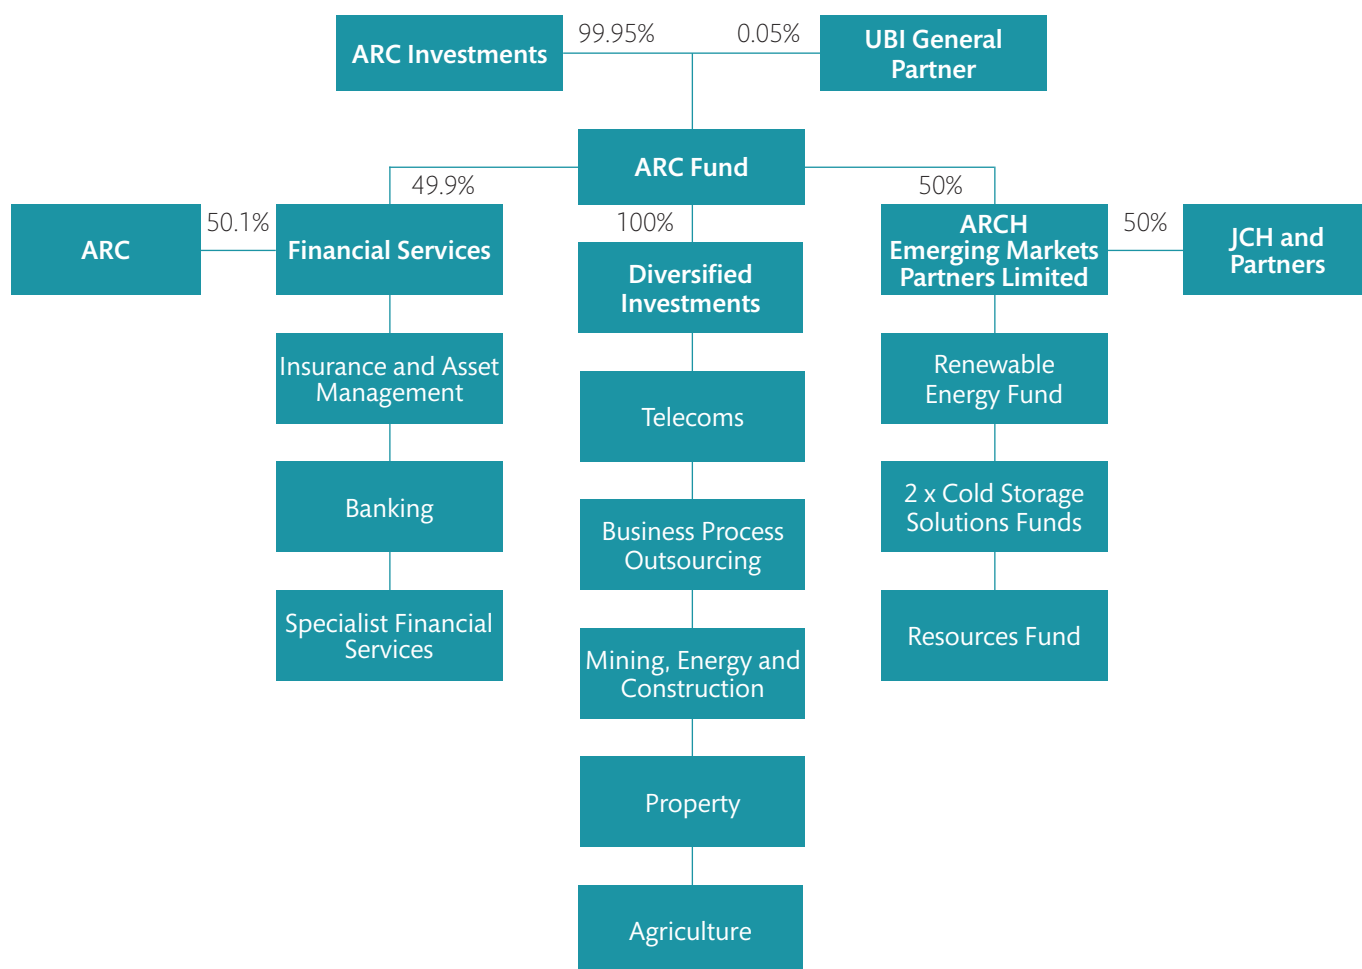 ARC Investments
99.95%
0.05%
UBI General
Partner
ARC Fund
49.9%
50%
100%
ARC
50.1%
Financial Services
Diversified
Investments
ARCH
Emerging Markets
Partners Limited
50%
JCH and
Partners
Insurance and Asset
Management
Telecoms
Renewable
Energy Fund
Banking
Business Process
Outsourcing
2 x Cold Storage
Solutions Funds
Specialist Financial
Services
Mining, Energy and
Construction
Resources Fund
Property
Agriculture